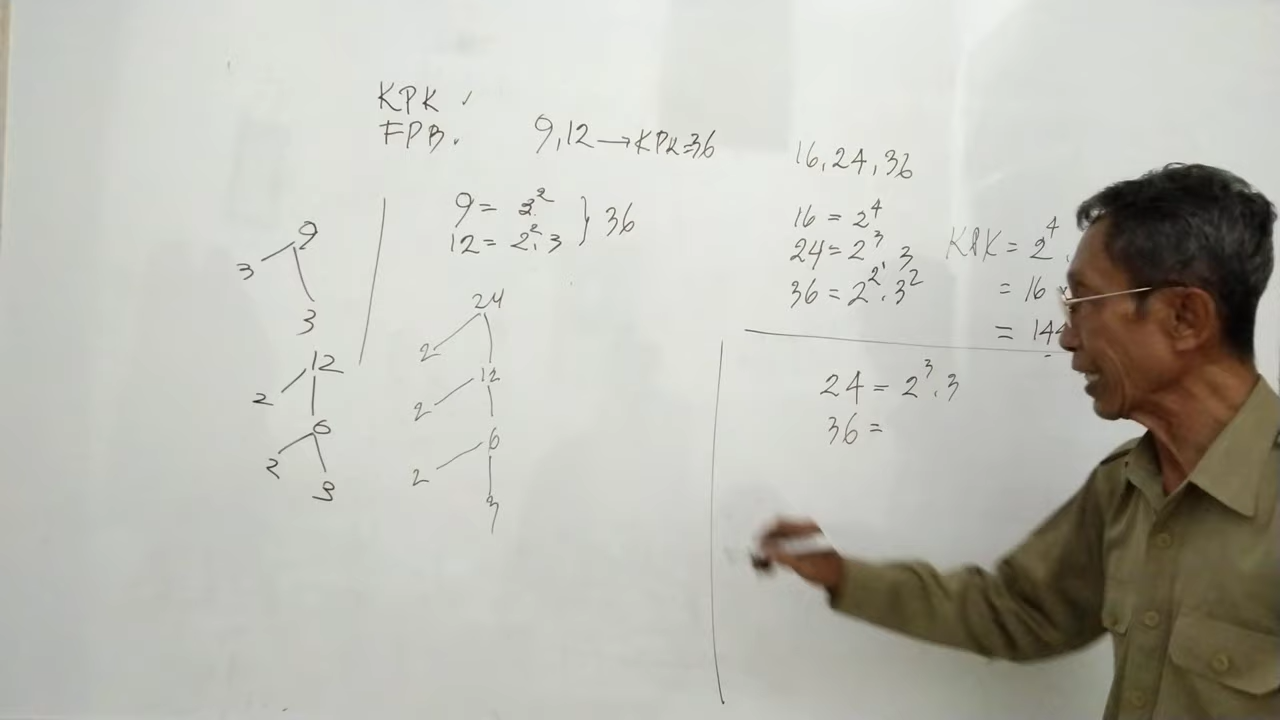 KPK
FPB.
9,12 → KPK=36
9 = 3²
12 = 2².3 } 36
9
3
3
12
2
6
2
3
24
2
12
2
6
2
3
16, 24, 36
16 = 2⁴
24 = 2³. 3
36 = 2². 3²
KPK = 2⁴.
= 16
= 144
24 = 2³. 3
36 =